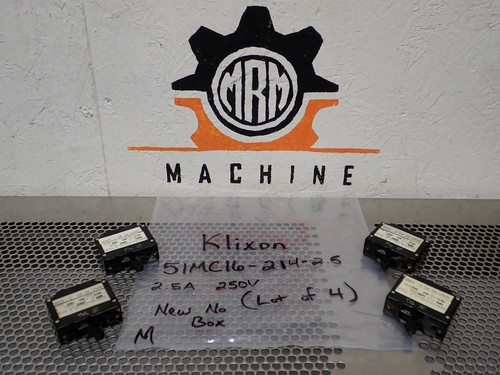 MRM
MACHINE
Klixon
51MC16-214-2.5
2.5A 250V
(Lot of 4)
New No
Box
M